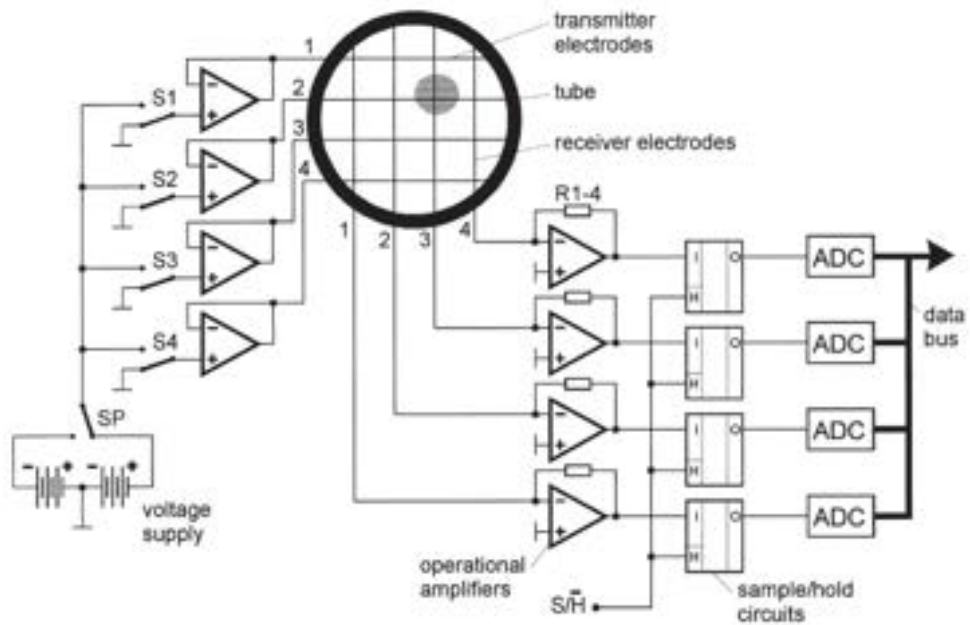 transmitter
electrodes
1
2
tube
S1
3
receiver electrodes
4
S2
R1-4
1
2
3
4
S3
I
O
ADC
H
data
bus
S4
I
O
ADC
H
SP
I
O
ADC
H
- + - +
voltage
supply
I
O
ADC
H
operational
amplifiers
sample/hold
circuits
S/H̅
- +
- +
- +
- +
- +
- +
- +
- +